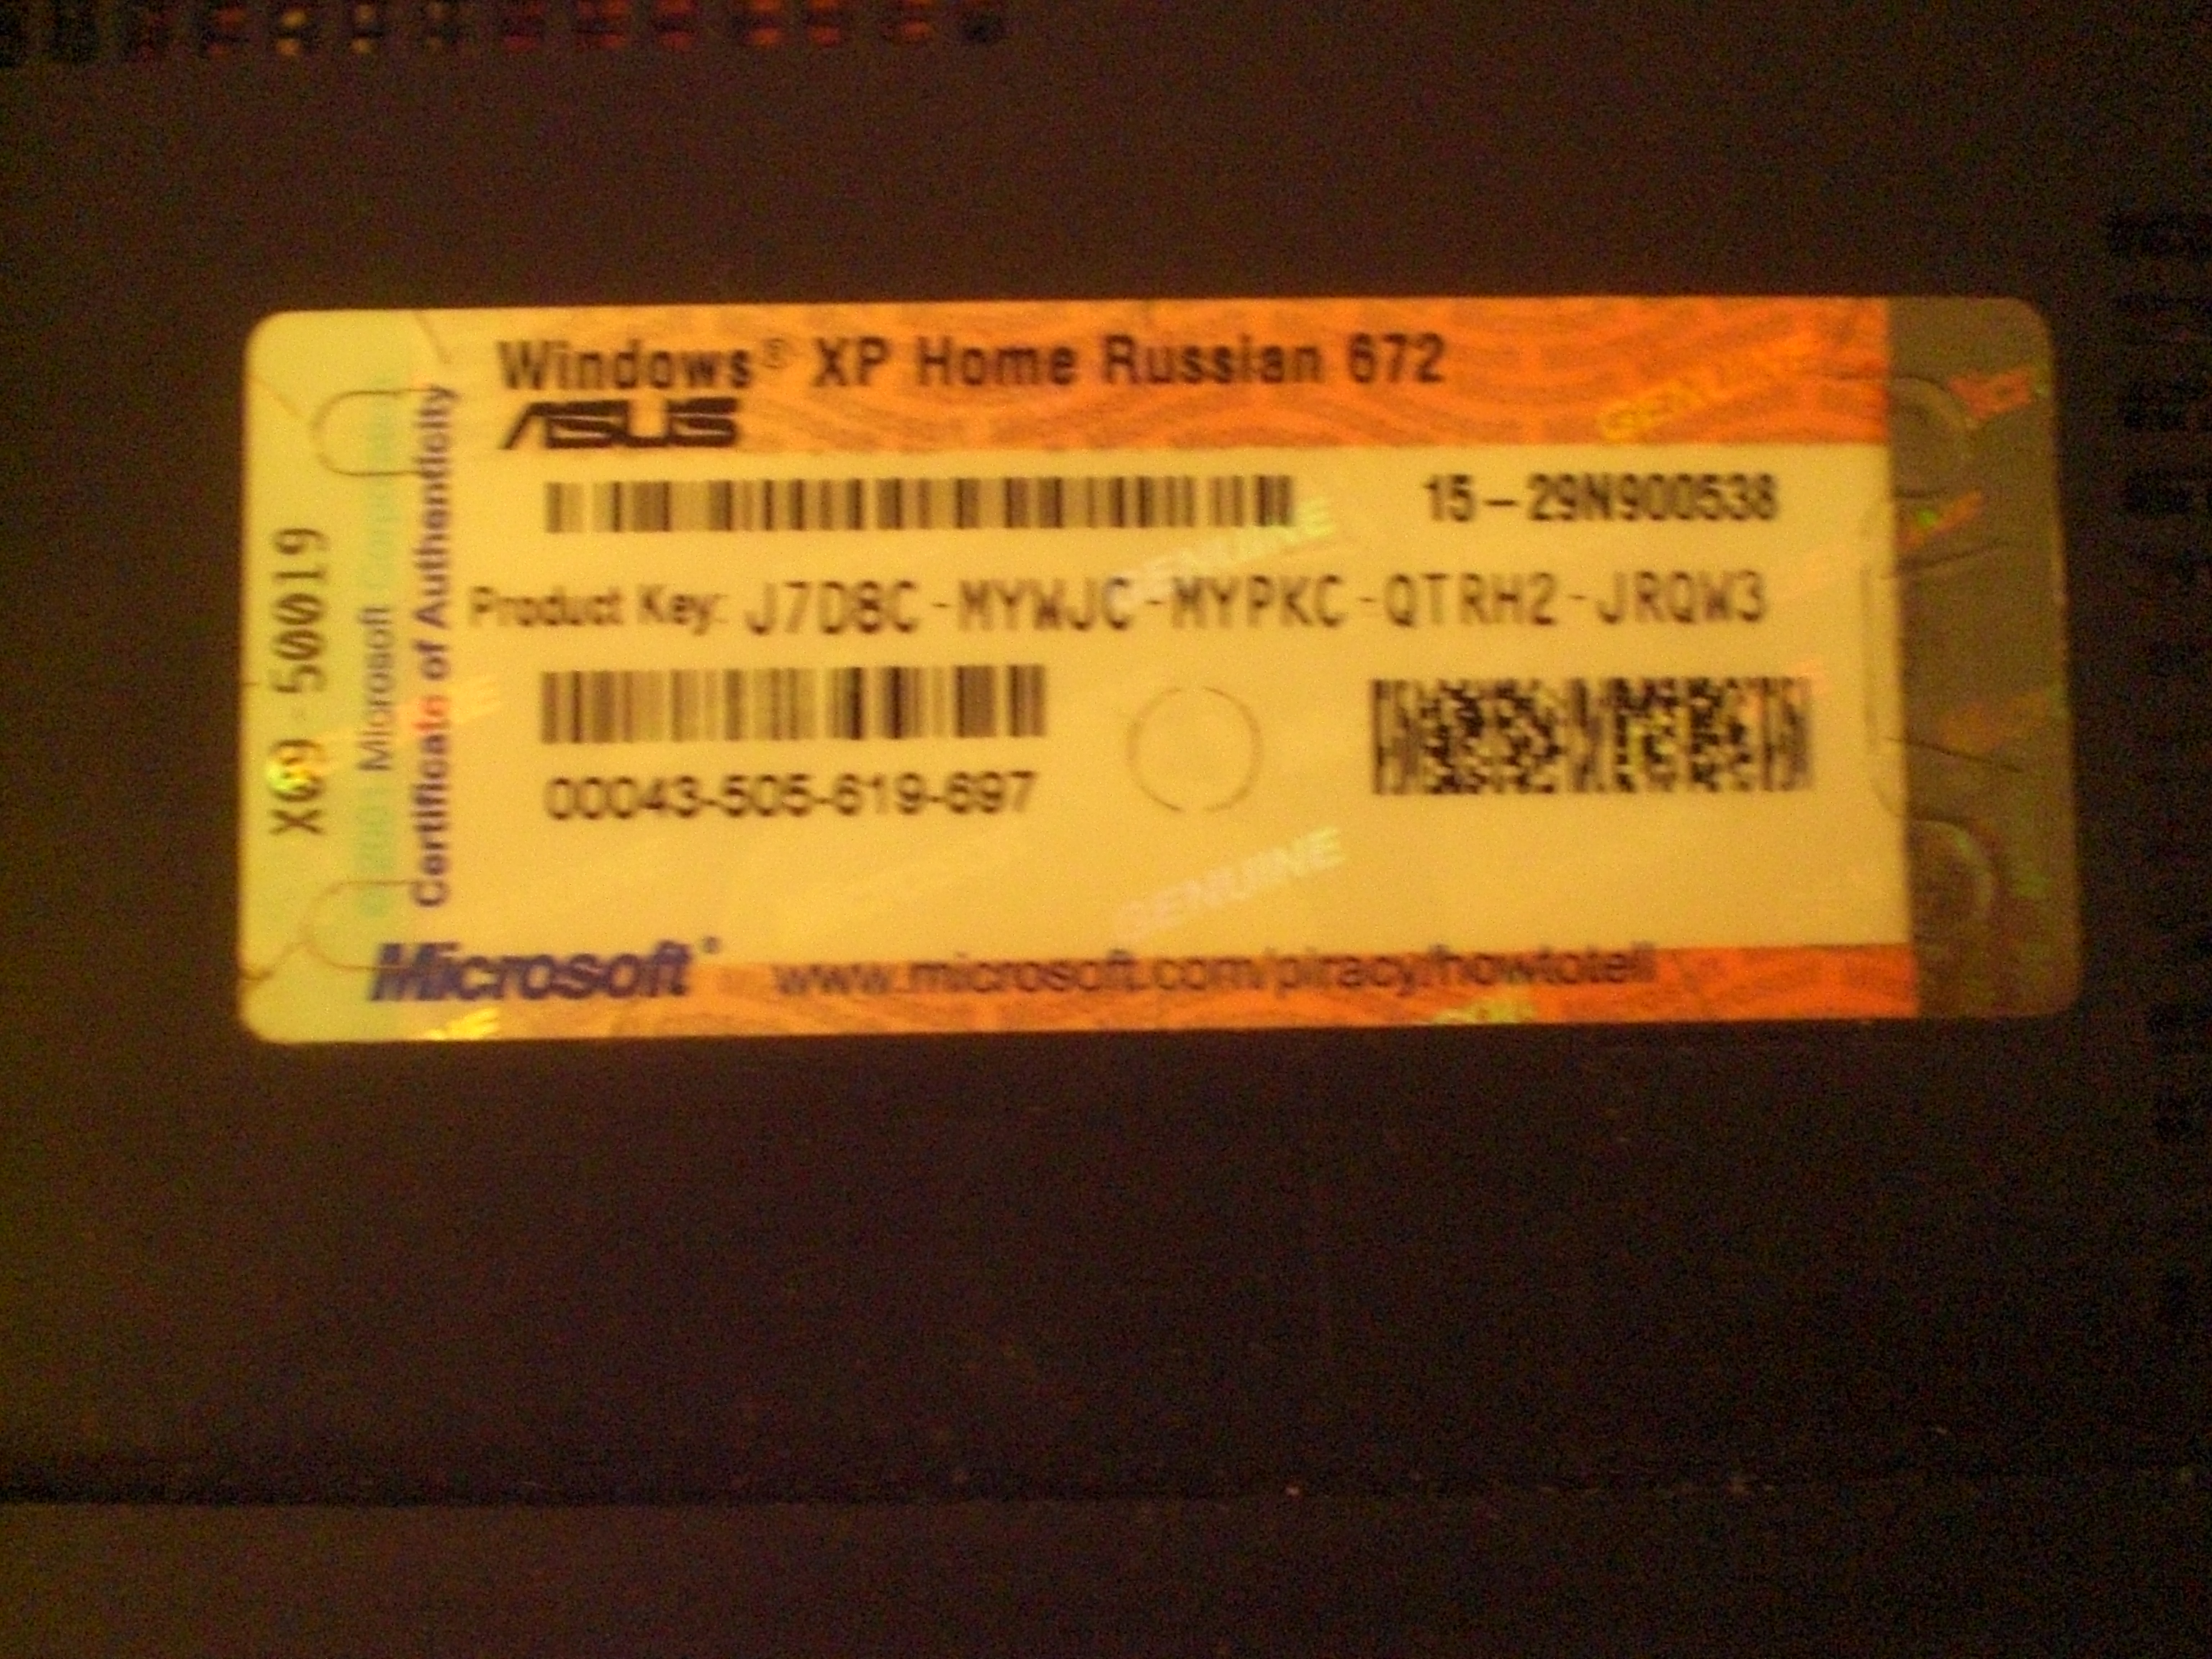 Windows® XP Home Russian 672
ASUS
15-29N900538
Product Key: J7D8C-MYWJC-MYPKC-QTRH2-JRQW3
00043-505-619-697
Microsoft® www.microsoft.com/piracy/howtotell
X09-50019
Microsoft
Certificate of Authenticity
GENUINE
GENUINE
GENUINE